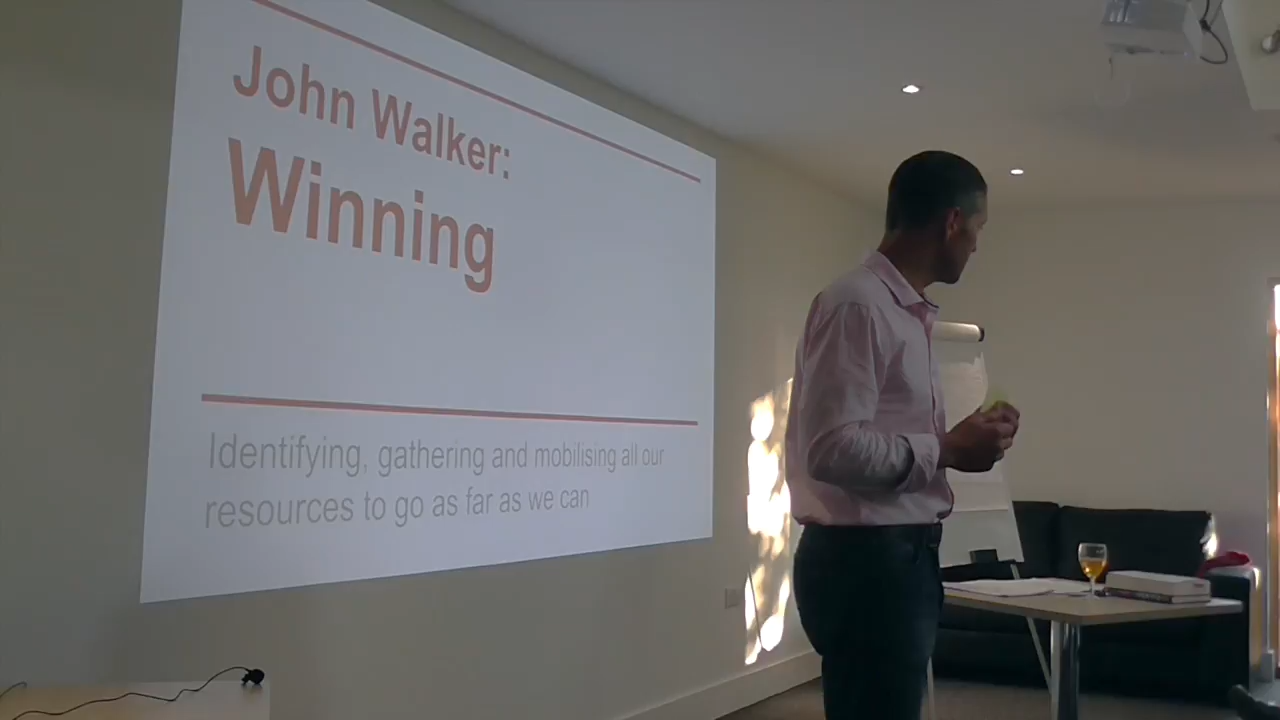 John Walker:
Winning
Identifying, gathering and mobilising all our
resources to go as far as we can